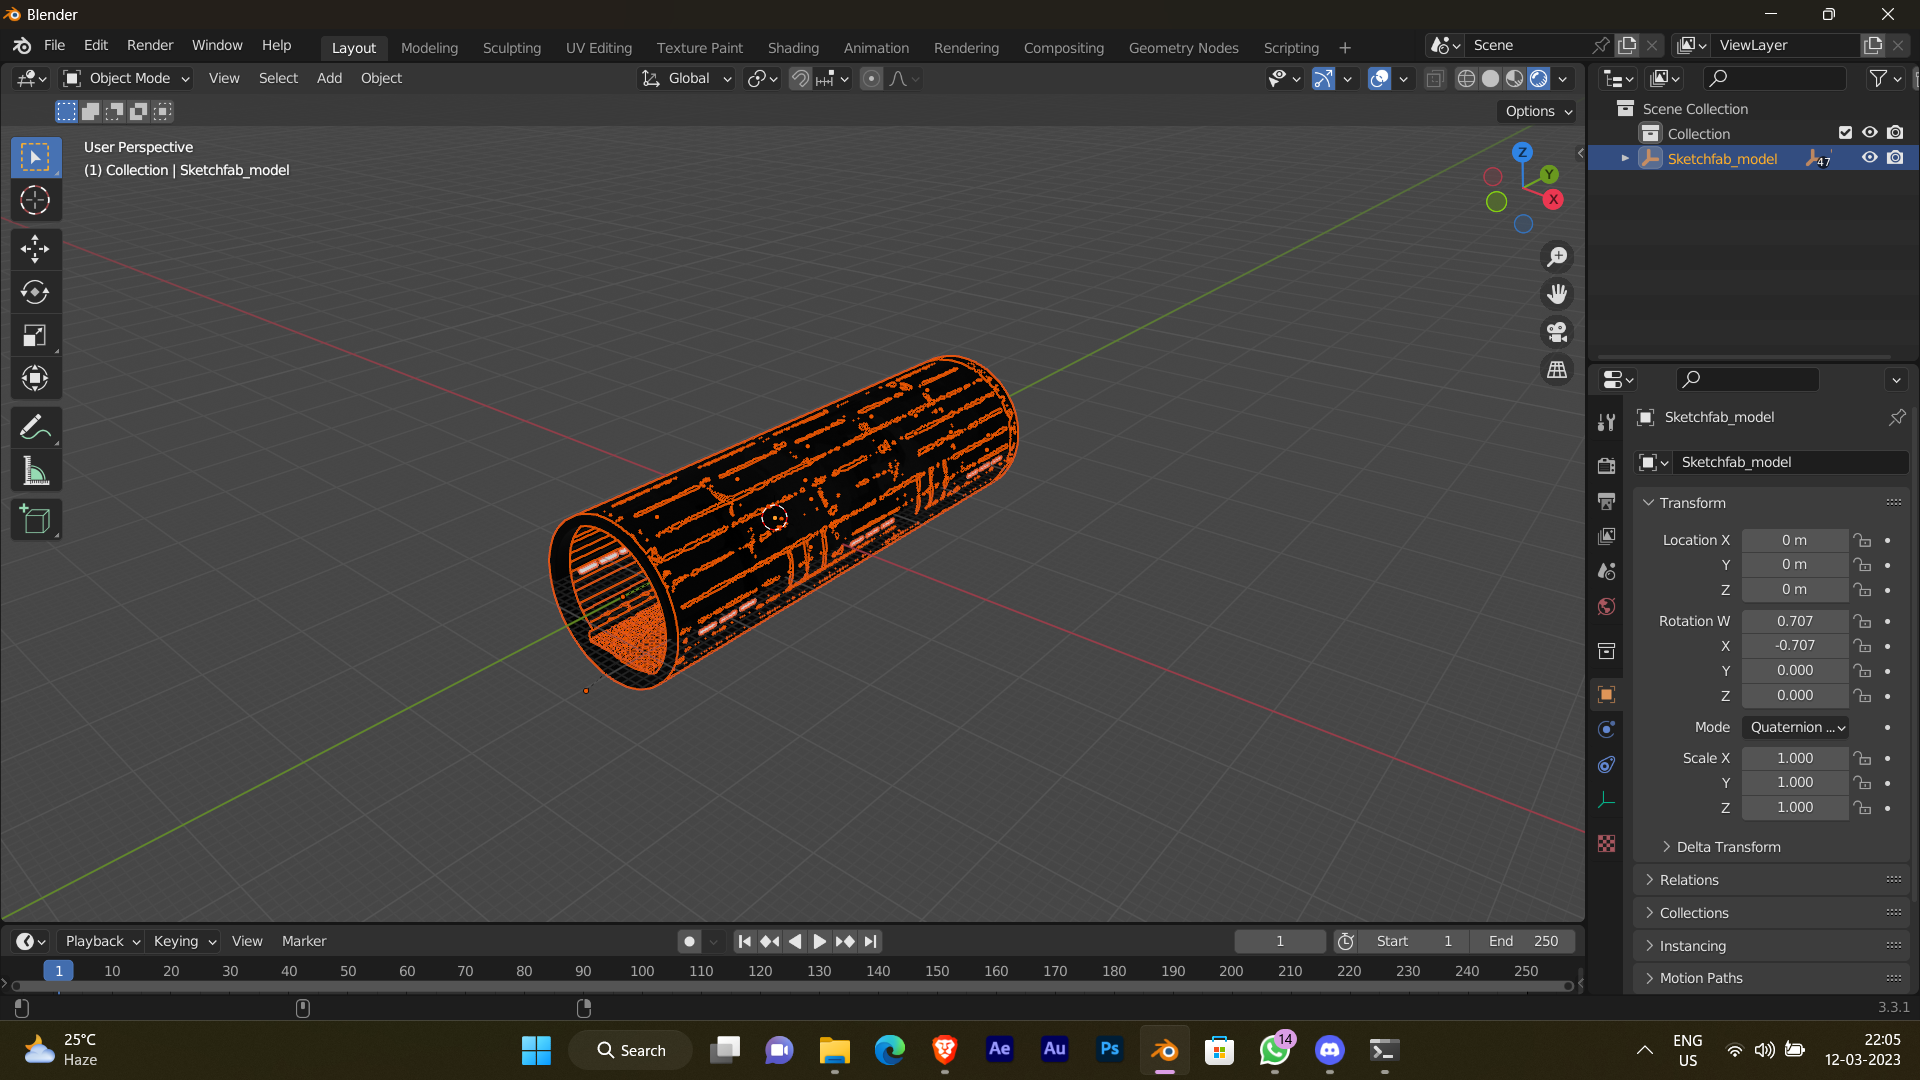 Blender
File Edit Render Window Help
Layout Modeling Sculpting UV Editing Texture Paint Shading Animation Rendering Compositing Geometry Nodes Scripting
Scene
ViewLayer
Object Mode View Select Add Object
Global
Options
User Perspective
(1) Collection | Sketchfab_model
Z
Y
X
Scene Collection
Collection
Sketchfab_model 47
Sketchfab_model
Sketchfab_model
Transform
Location X 0 m
Y 0 m
Z 0 m
Rotation W 0.707
X -0.707
Y 0.000
Z 0.000
Mode Quaternion ...
Scale X 1.000
Y 1.000
Z 1.000
Delta Transform
Relations
Collections
Instancing
Motion Paths
Playback Keying View Marker
1 Start 1 End 250
1 10 20 30 40 50 60 70 80 90 100 110 120 130 140 150 160 170 180 190 200 210 220 230 240 250
3.3.1
25°C
Haze
Search
Ae
Au
Ps
14
ENG
US
22:05
12-03-2023